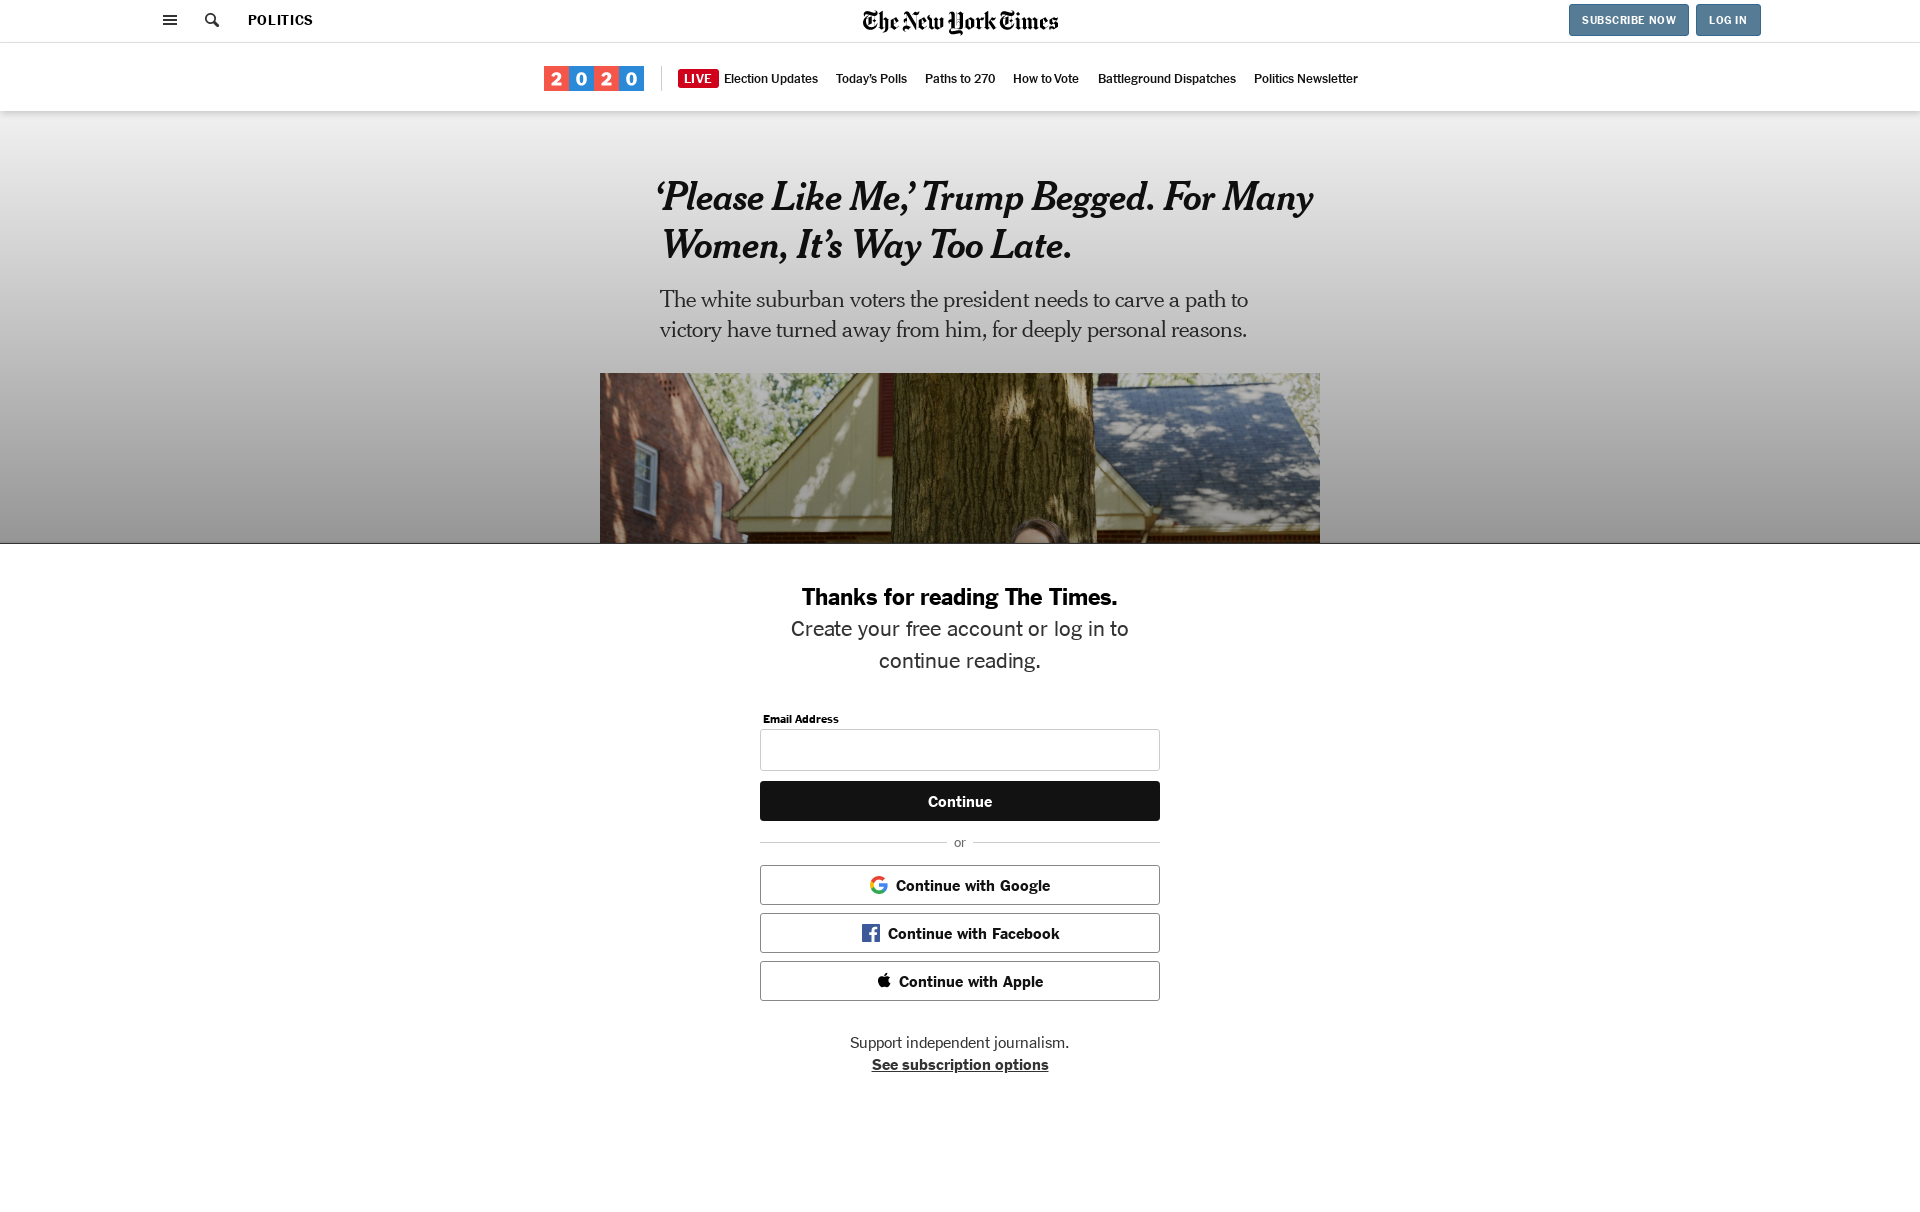 POLITICS
The New York Times
SUBSCRIBE NOW
LOG IN
2020
LIVE Election Updates
Today's Polls
Paths to 270
How to Vote
Battleground Dispatches
Politics Newsletter
‘Please Like Me,’ Trump Begged. For Many
Women, It’s Way Too Late.
The white suburban voters the president needs to carve a path to
victory have turned away from him, for deeply personal reasons.
Thanks for reading The Times.
Create your free account or log in to
continue reading.
Email Address
Continue
or
Continue with Google
Continue with Facebook
Continue with Apple
Support independent journalism.
See subscription options